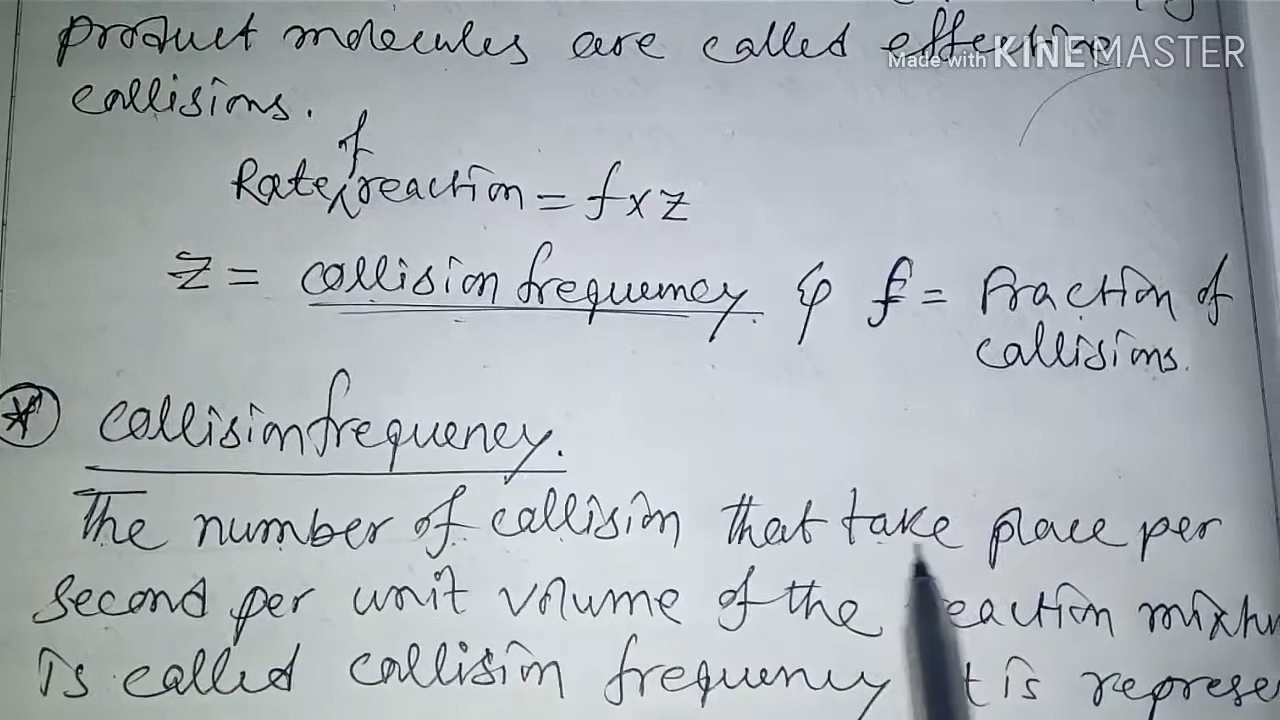 product molecules are called effective
Made with KINEMASTER
collisions.
of
Rate reaction = f x z
Z = collision frequency & f = Fraction of
collisions.
collision frequency.
The number of collision that take place per
second per unit volume of the reaction mixtu
is called collision frequency It is represe